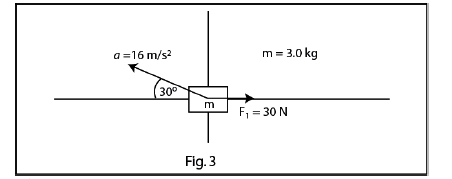 a = 16 m/s²
m = 3.0 kg
30°
m
F₁ = 30 N
Fig. 3